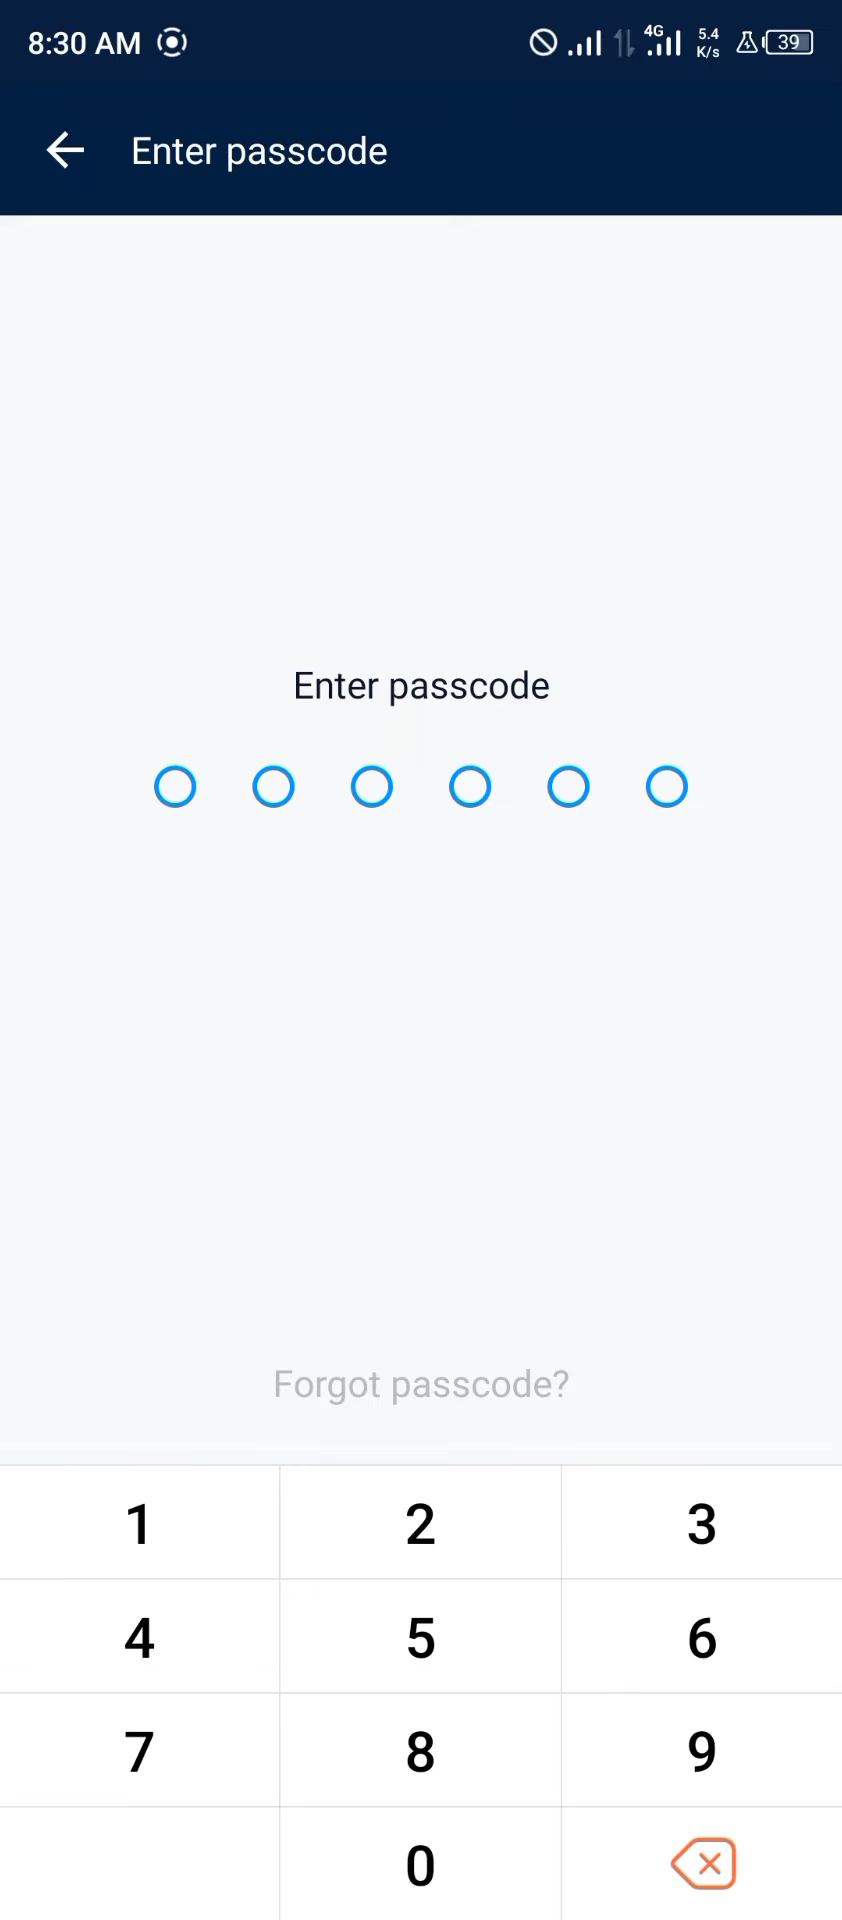 8:30 AM
4G
5.4
K/s
39
Enter passcode
Enter passcode
Forgot passcode?
1 2 3
4 5 6
7 8 9
0